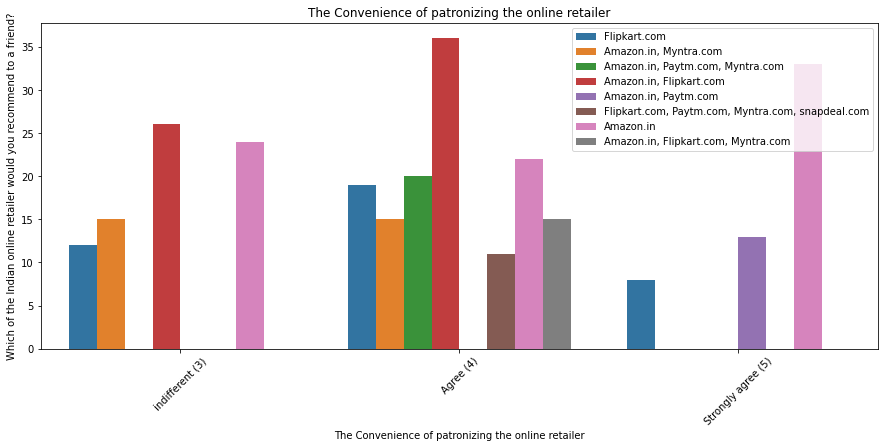 The Convenience of patronizing the online retailer
Which of the Indian online retailer would you recommend to a friend?
35
30
25
20
15
10
5
0
Flipkart.com
Amazon.in, Myntra.com
Amazon.in, Paytm.com, Myntra.com
Amazon.in, Flipkart.com
Amazon.in, Paytm.com
Flipkart.com, Paytm.com, Myntra.com, snapdeal.com
Amazon.in
Amazon.in, Flipkart.com, Myntra.com
indifferent (3)
Agree (4)
Strongly agree (5)
The Convenience of patronizing the online retailer